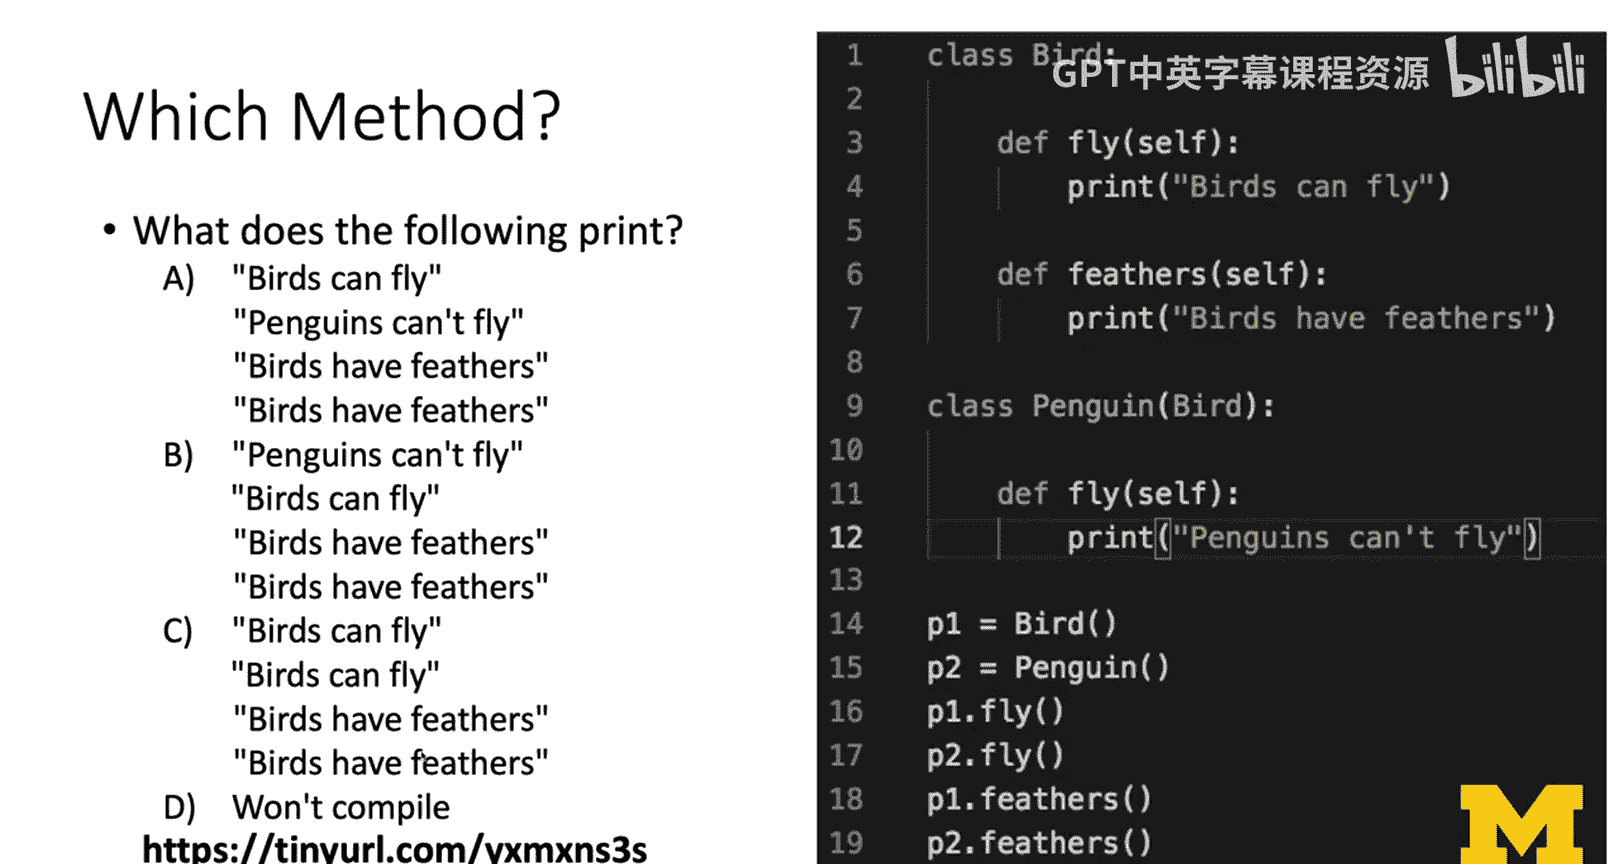 Which Method?
• What does the following print?
A) "Birds can fly"
"Penguins can't fly"
"Birds have feathers"
"Birds have feathers"
B) "Penguins can't fly"
"Birds can fly"
"Birds have feathers"
"Birds have feathers"
C) "Birds can fly"
"Birds can fly"
"Birds have feathers"
"Birds have feathers"
D) Won't compile
https://tinyurl.com/yxmxns3s
GPT中英字幕课程资源 bilibili
1 class Bird:
2
3 def fly(self):
4 print("Birds can fly")
5
6 def feathers(self):
7 print("Birds have feathers")
8
9 class Penguin(Bird):
10
11 def fly(self):
12 print("Penguins can't fly")
13
14 p1 = Bird()
15 p2 = Penguin()
16 p1.fly()
17 p2.fly()
18 p1.feathers()
19 p2.feathers()
M